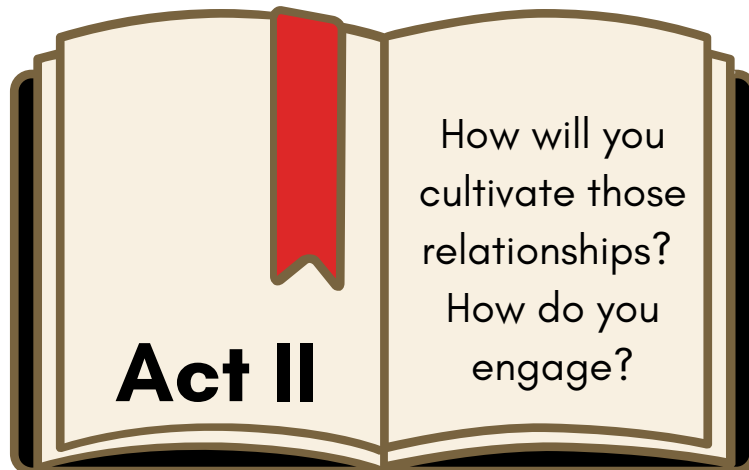 Act II
How will you
cultivate those
relationships?
How do you
engage?